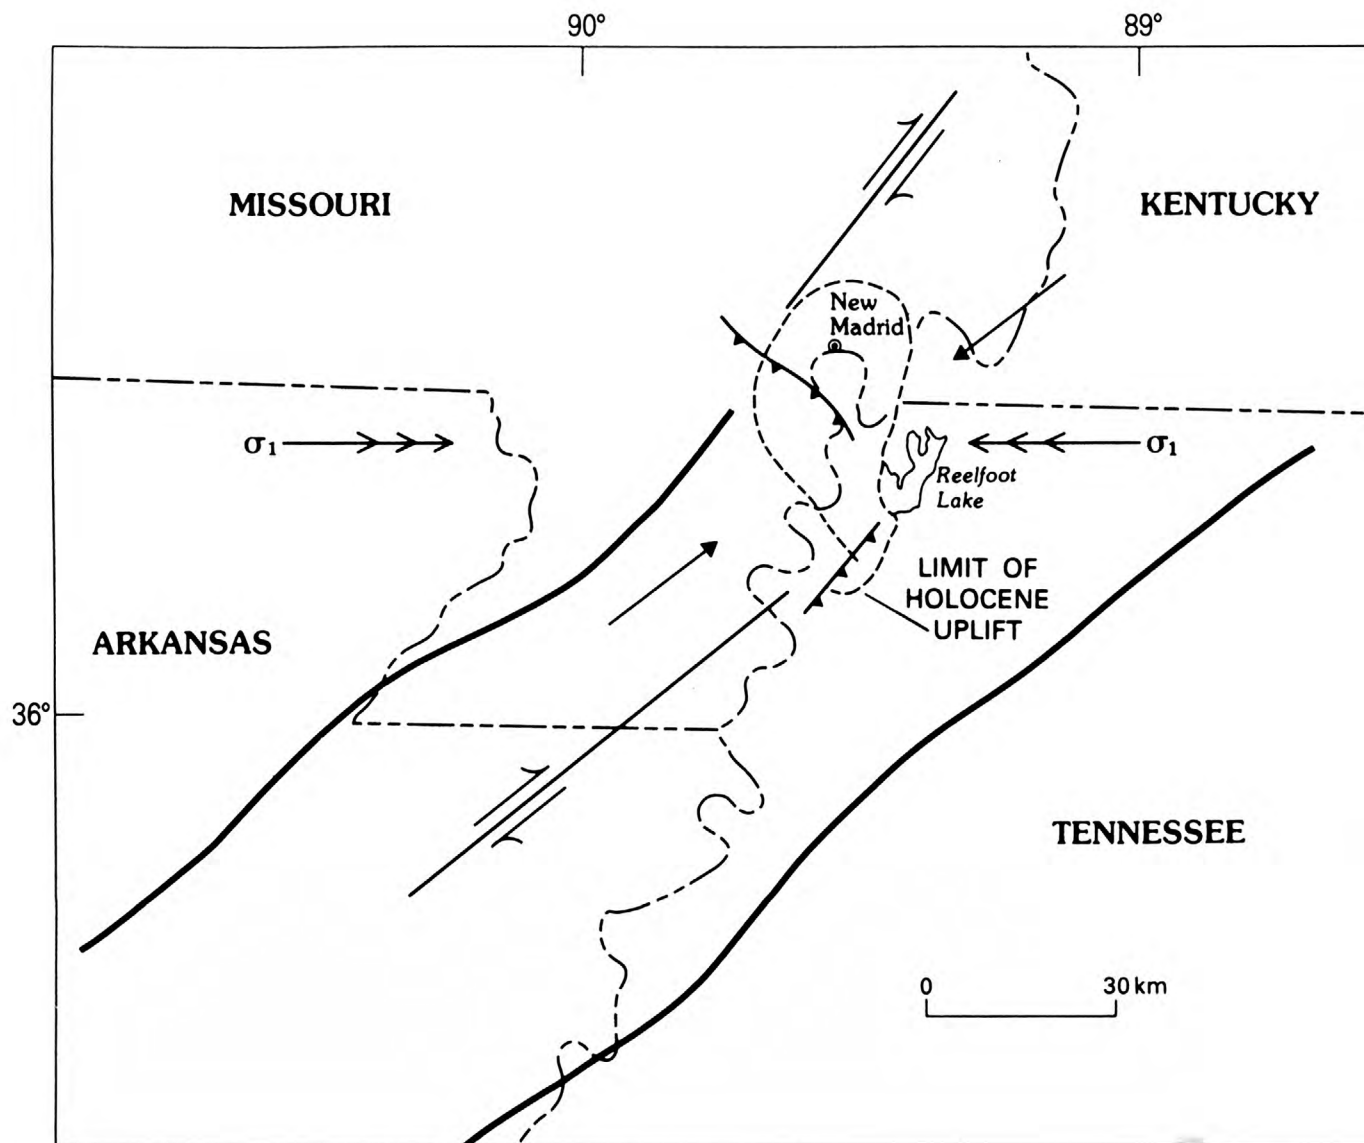 90° 89°
MISSOURI
KENTUCKY
New
Madrid
σ₁ σ₁
Reelfoot
Lake
LIMIT OF
HOLOCENE
UPLIFT
ARKANSAS
36°
TENNESSEE
0 30 km